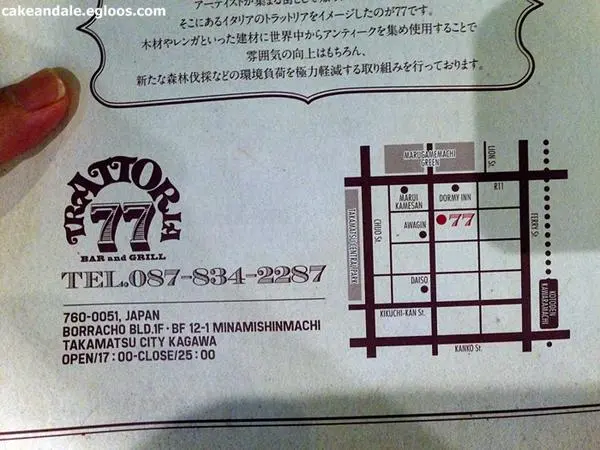 cakeandale.egloos.com
そこにあるイタリアのトラットリアをイメージしたのが77です。
木材やレンガといった建材に世界中からアンティークを集め使用することで
雰囲気の向上はもちろん、
新たな森林伐採などの環境負荷を極力軽減する取り組みを行っております。
TRATTORIE
77
BAR and GRILL
TEL.087-834-2287
760-0051, JAPAN
BORRACHO BLD.1F・BF 12-1 MINAMISHINMACHI
TAKAMATSU CITY KAGAWA
OPEN/17:00-CLOSE/25:00
MARUGAMEMACHI
GREEN
LION St.
MARUI
KAMESAN
DORMY INN
R11
TAKAMATSU CENTRAL PARK
CHUO St.
AWAGIN
77
FERRY St.
DAISO
KOTODEN
KAWARAMACHI
KIKUCHI-KAN St.
KANKO St.